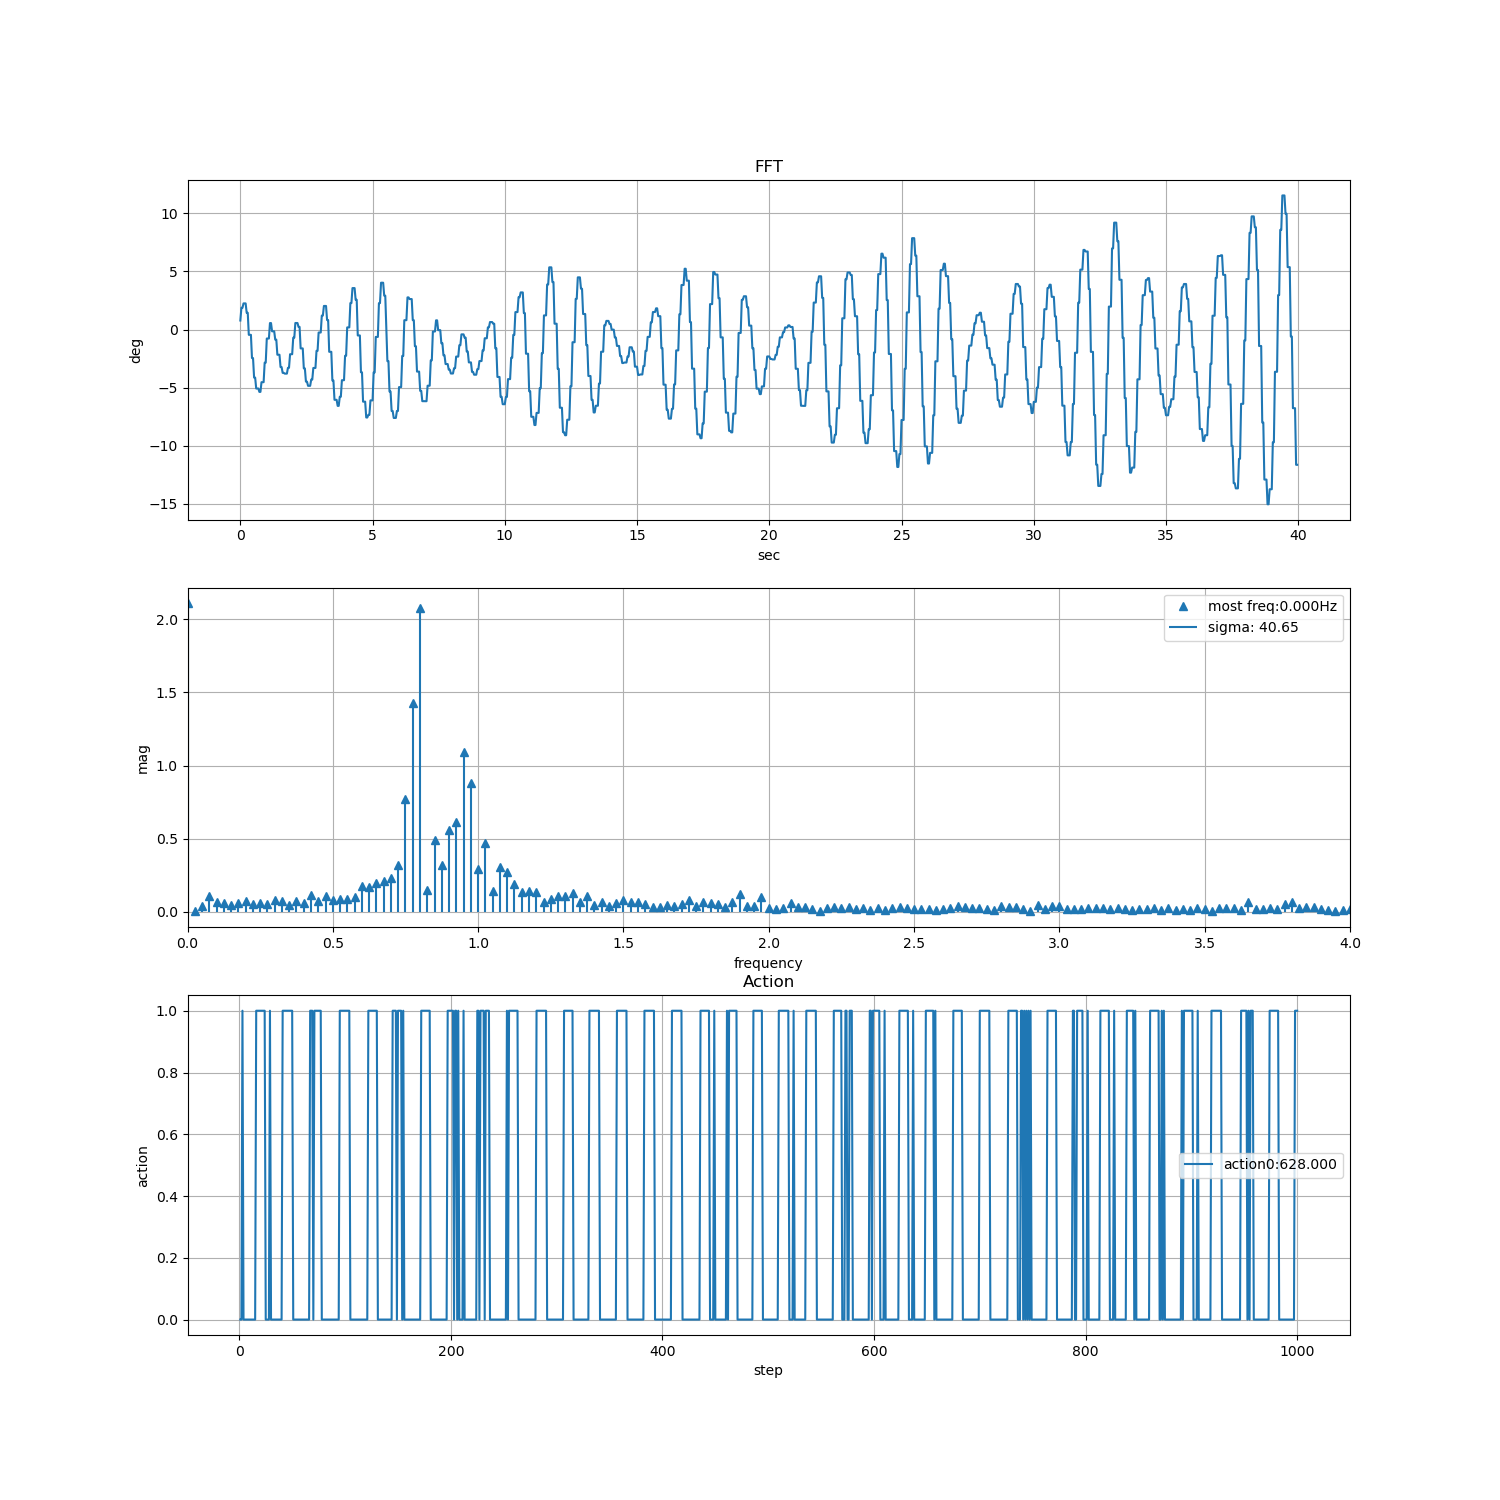 FFT
10
5
0
−5
−10
−15
deg
0 5 10 15 20 25 30 35 40
sec
2.0
1.5
1.0
0.5
0.0
mag
most freq:0.000Hz
sigma: 40.65
0.0 0.5 1.0 1.5 2.0 2.5 3.0 3.5 4.0
frequency
Action
1.0
0.8
0.6
0.4
0.2
0.0
action
action0:628.000
0 200 400 600 800 1000
step